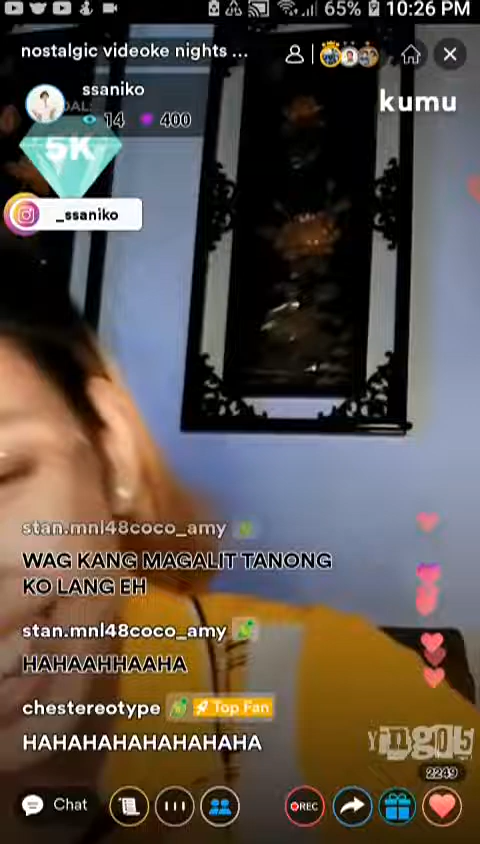 65% 10:26 PM
nostalgic videoke nights ...
ssaniko
14 400
kumu
5K
_ssaniko
stan.mnl48coco_amy
WAG KANG MAGALIT TANONG
KO LANG EH
stan.mnl48coco_amy
HAHAAHHAAHA
chestereotype Top Fan
HAHAHAHAHAHAHAHA
2249
Chat
REC